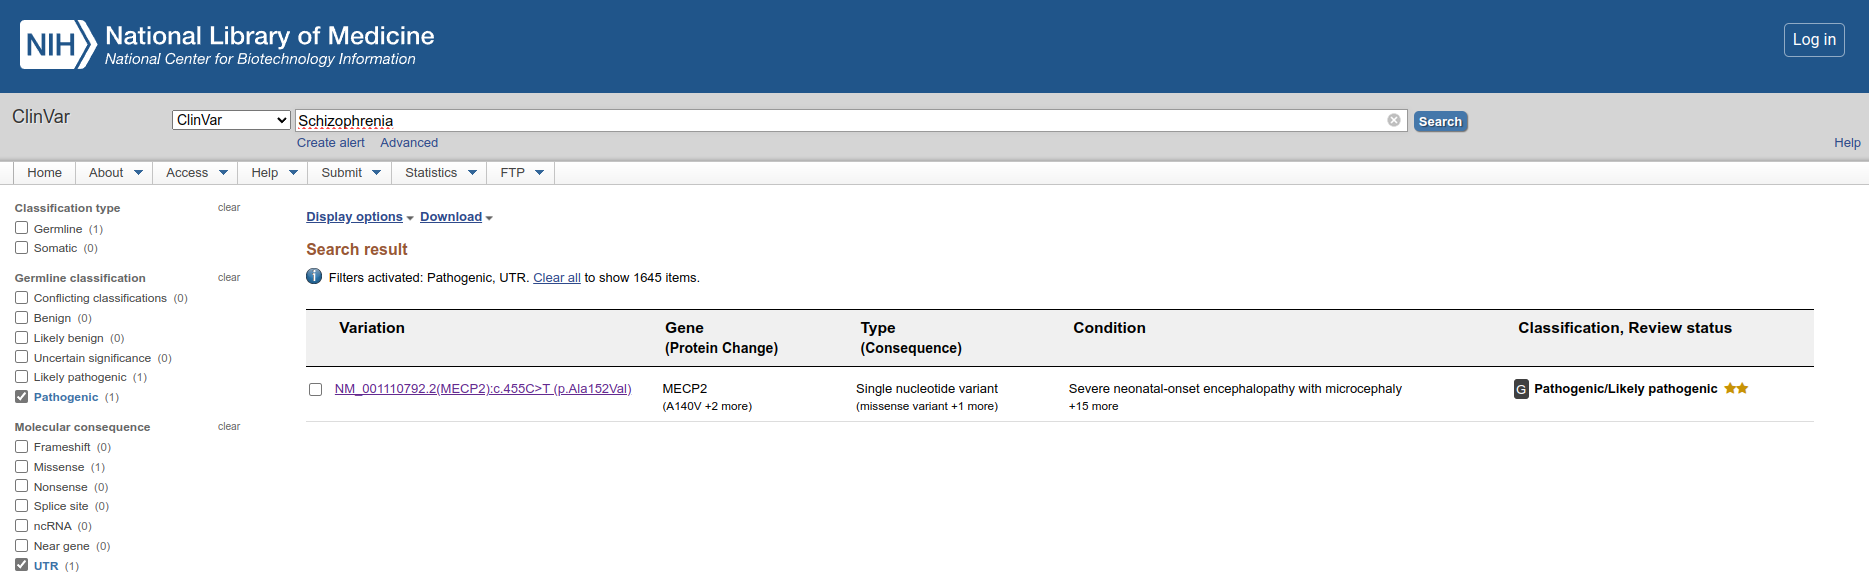 NIH National Library of Medicine
National Center for Biotechnology Information
Log in
ClinVar
ClinVar
Schizophrenia
Search
Create alert Advanced
Help
Home About Access Help Submit Statistics FTP
Classification type clear
Germline (1)
Somatic (0)
Germline classification clear
Conflicting classifications (0)
Benign (0)
Likely benign (0)
Uncertain significance (0)
Likely pathogenic (1)
Pathogenic (1)
Molecular consequence clear
Frameshift (0)
Missense (1)
Nonsense (0)
Splice site (0)
ncRNA (0)
Near gene (0)
UTR (1)
Display options Download
Search result
i Filters activated: Pathogenic, UTR. Clear all to show 1645 items.
Variation Gene Type Condition Classification, Review status
(Protein Change) (Consequence)
NM_001110792.2(MECP2):c.455C>T (p.Ala152Val) MECP2 Single nucleotide variant Severe neonatal-onset encephalopathy with microcephaly G Pathogenic/Likely pathogenic
(A140V +2 more) (missense variant +1 more) +15 more